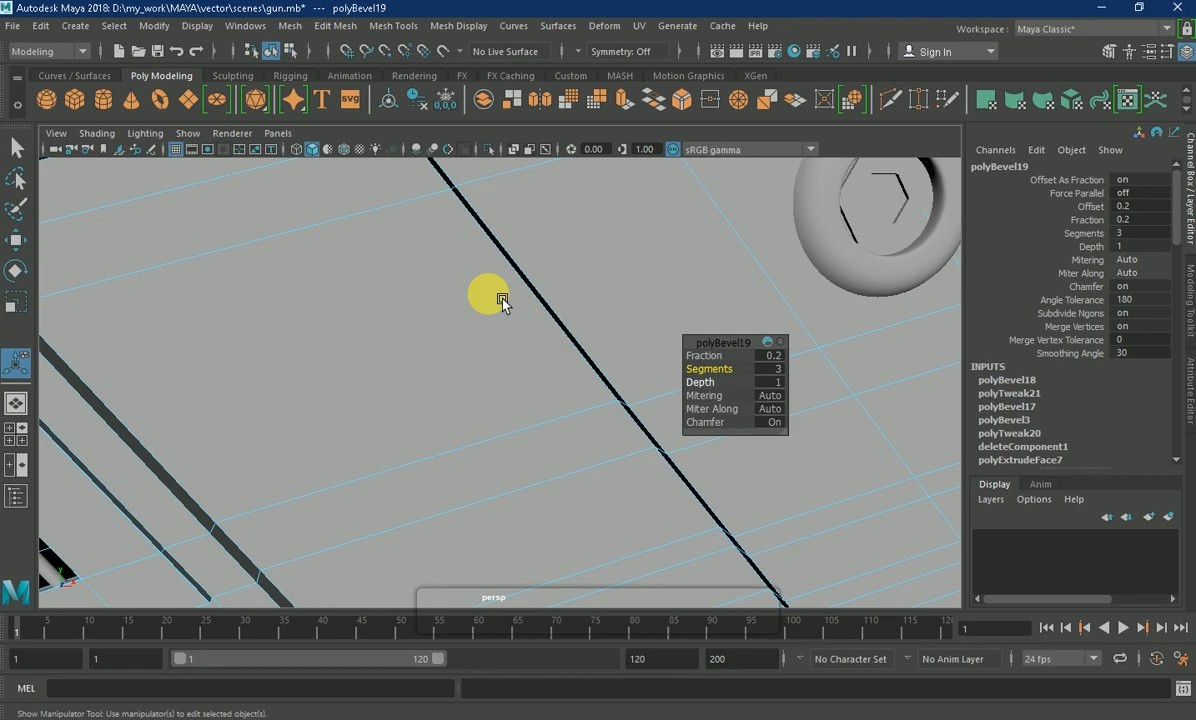 Autodesk Maya 2018: D:\my_work\MAYA\vector\scenes\gun.mb* --- polyBevel19
File Edit Create Select Modify Display Windows Mesh Edit Mesh Mesh Tools Mesh Display Curves Surfaces Deform UV Generate Cache Help Workspace: Maya Classic*
Modeling No Live Surface Symmetry: Off Sign In
Curves / Surfaces Poly Modeling Sculpting Rigging Animation Rendering FX FX Caching Custom MASH Motion Graphics XGen
View Shading Lighting Show Renderer Panels
0.00 1.00 sRGB gamma
Channels Edit Object Show
polyBevel19
Offset As Fraction on
Force Parallel off
Offset 0.2
Fraction 0.2
Segments 3
Depth 1
Mitering Auto
Miter Along Auto
Chamfer on
Angle Tolerance 180
Subdivide Ngons on
Merge Vertices on
Merge Vertex Tolerance 0
Smoothing Angle 30
INPUTS
polyBevel18
polyTweak21
polyBevel17
polyBevel3
polyTweak20
deleteComponent1
polyExtrudeFace7
Channel Box / Layer Editor
Modeling Toolkit
Attribute Editor
polyBevel19
Fraction 0.2
Segments 3
Depth 1
Mitering Auto
Miter Along Auto
Chamfer On
Display Anim
Layers Options Help
persp
5 10 15 20 25 30 35 40 45 50 55 60 65 70 75 80 85 90 95 100 105 110 115 12
1
1
1 1 1 120 120 200 No Character Set No Anim Layer 24 fps
MEL
Show Manipulator Tool: Use manipulator(s) to edit selected object(s).